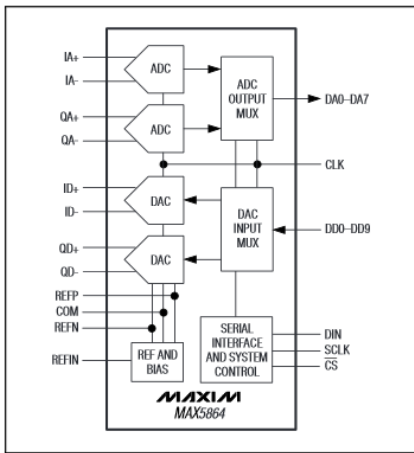 IA+
IA-
QA+
QA-
ID+
ID-
QD+
QD-
REFP
COM
REFN
REFIN
ADC
ADC
DAC
DAC
REF AND
BIAS
ADC
OUTPUT
MUX
DAC
INPUT
MUX
SERIAL
INTERFACE
AND SYSTEM
CONTROL
DA0–DA7
CLK
DD0–DD9
DIN
SCLK
CS
MAXIM
MAX5864